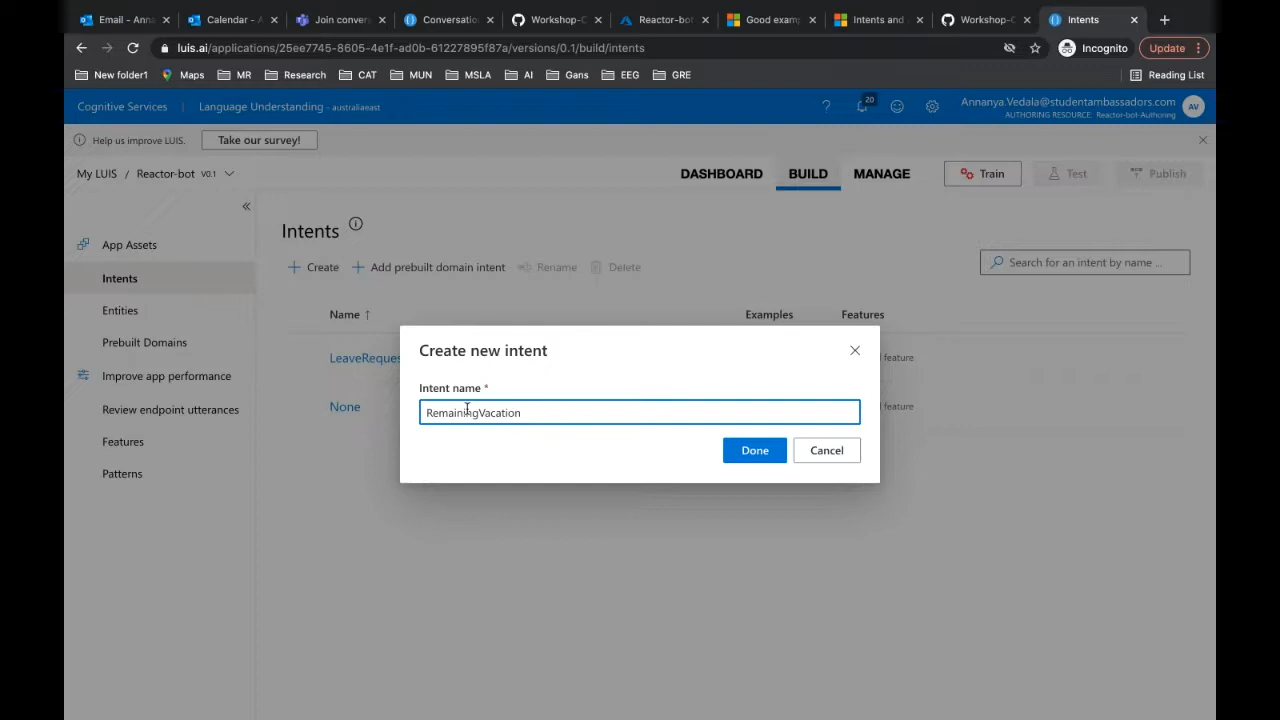 Email - Anna
Calendar - A
Join conver
Conversatio
Workshop-C
Reactor-bot
Good examp
Intents and
Workshop-C
Intents
luis.ai/applications/25ee7745-8605-4e1f-ad0b-61227895f87a/versions/0.1/build/intents
Incognito
Update
New folder1
Maps
MR
Research
CAT
MUN
MSLA
AI
Gans
EEG
GRE
Reading List
Cognitive Services | Language Understanding - australiaeast
? 20
Annanya.Vedala@studentambassadors.com
AUTHORING RESOURCE: Reactor-bot-Authoring
AV
Help us improve LUIS.
Take our survey!
My LUIS / Reactor-bot V0.1
DASHBOARD
BUILD
MANAGE
Train
Test
Publish
App Assets
Intents
Entities
Prebuilt Domains
Improve app performance
Review endpoint utterances
Features
Patterns
Intents
+ Create
+ Add prebuilt domain intent
Rename
Delete
Search for an intent by name ...
Name ↑
Examples
Features
LeaveReques
feature
None
feature
Create new intent
Intent name *
RemainingVacation
Done
Cancel